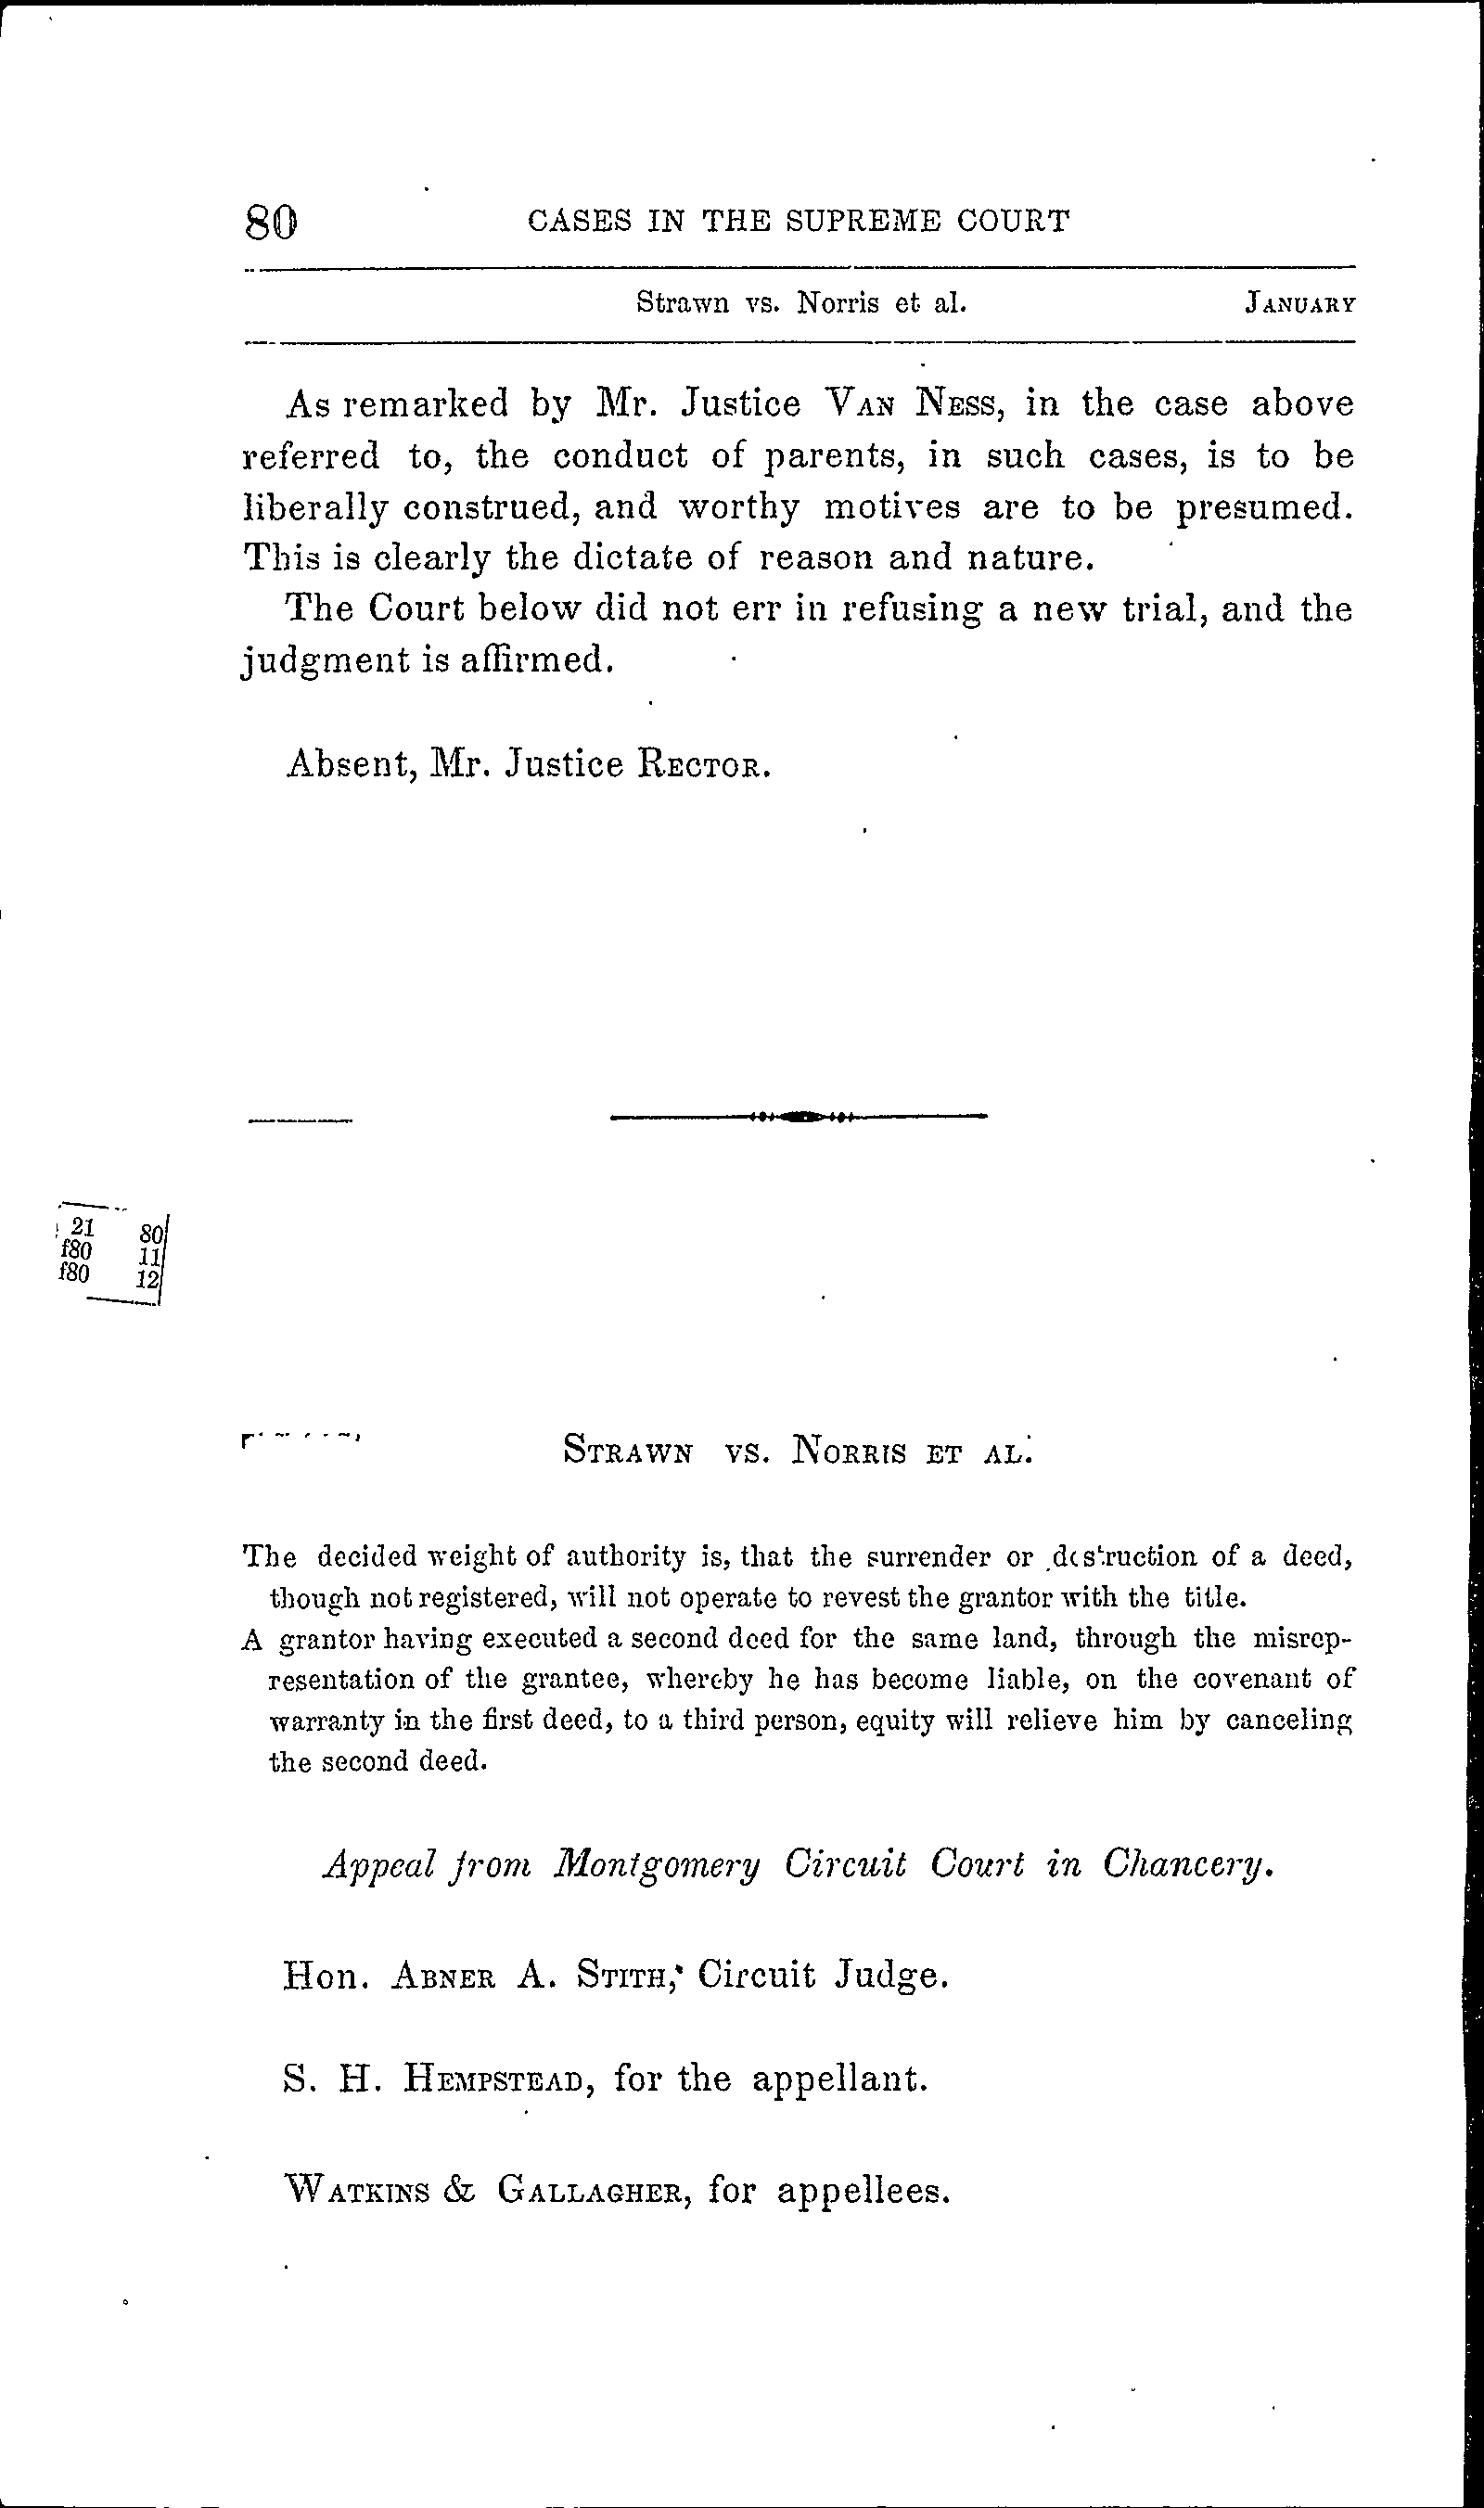 80 CASES IN THE SUPREME COURT
Strawn vs. Norris et al. JANUARY
As remarked by Mr. Justice VAN NESS, in the case above
referred to, the conduct of parents, in such cases, is to be
liberally construed, and worthy motives are to be presumed.
This is clearly the dictate of reason and nature.
The Court below did not err in refusing a new trial, and the
judgment is affirmed.
Absent, Mr. Justice RECTOR.
21 80
f80 11
f80 12
STRAWN VS. NORRIS ET AL.
The decided weight of authority is, that the surrender or destruction of a deed,
though not registered, will not operate to revest the grantor with the title.
A grantor having executed a second deed for the same land, through the misrep-
resentation of the grantee, whereby he has become liable, on the covenant of
warranty in the first deed, to a third person, equity will relieve him by canceling
the second deed.
Appeal from Montgomery Circuit Court in Chancery.
Hon. ABNER A. STITH, Circuit Judge.
S. H. HEMPSTEAD, for the appellant.
WATKINS & GALLAGHER, for appellees.